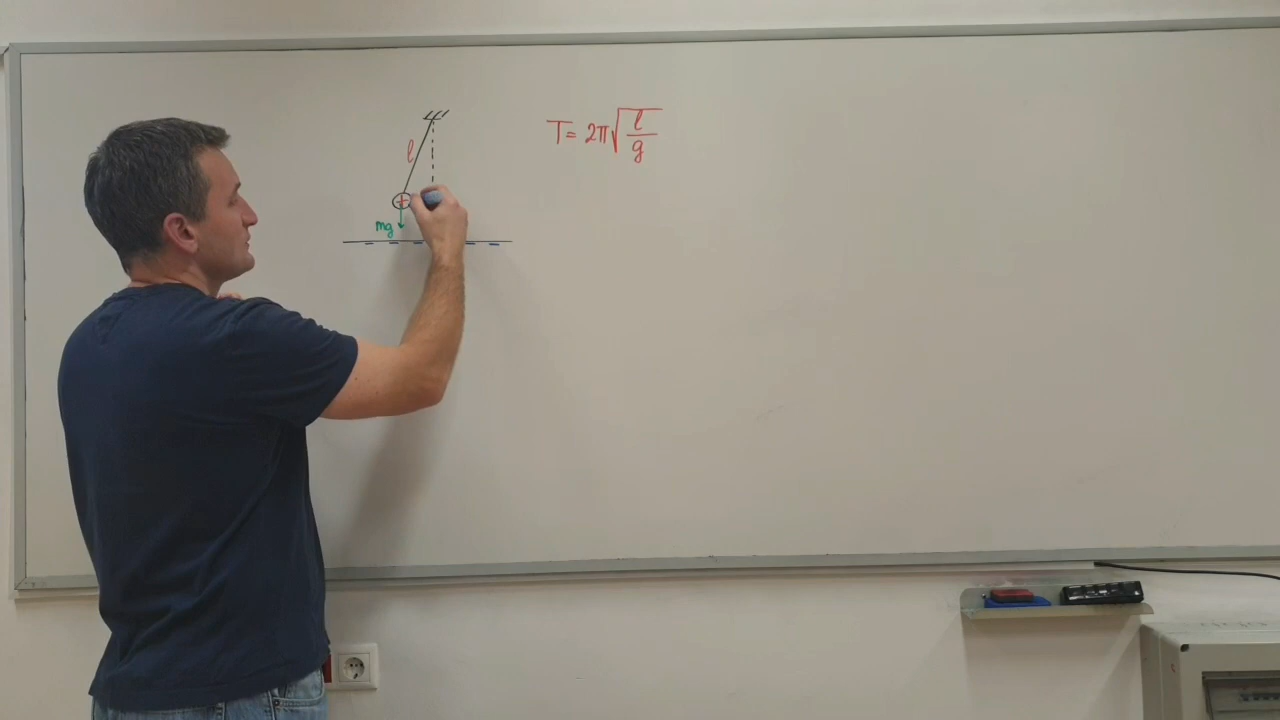 T = 2π√(l/g)
l
+
mg